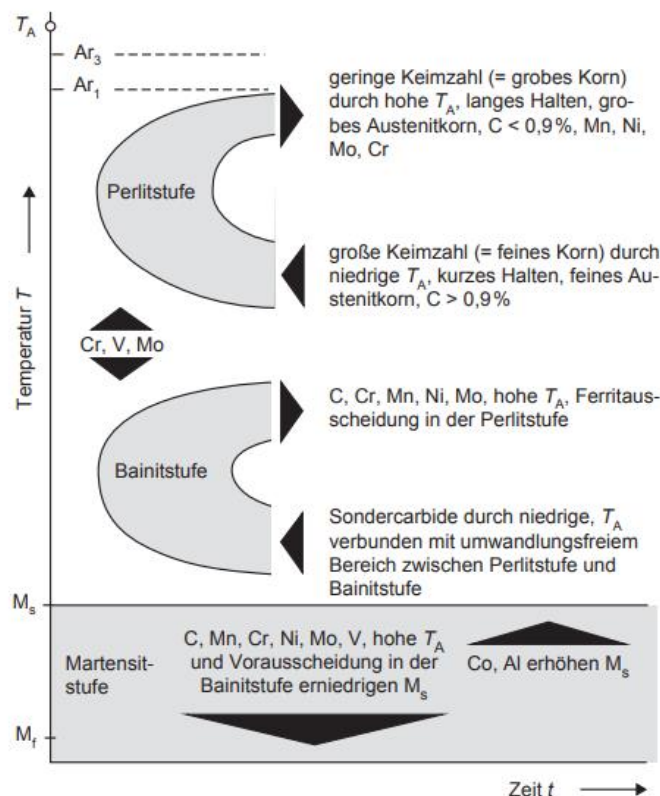 T_A
Ar₃
Ar₁
geringe Keimzahl (= grobes Korn)
durch hohe T_A, langes Halten, gro-
bes Austenitkorn, C < 0,9%, Mn, Ni,
Mo, Cr
Perlitstufe
große Keimzahl (= feines Korn) durch
niedrige T_A, kurzes Halten, feines Au-
stenitkorn, C > 0,9%
Temperatur T
Cr, V, Mo
C, Cr, Mn, Ni, Mo, hohe T_A, Ferritaus-
scheidung in der Perlitstufe
Bainitstufe
Sondercarbide durch niedrige, T_A
verbunden mit umwandlungsfreiem
Bereich zwischen Perlitstufe und
Bainitstufe
M_s
Martensit-
stufe
C, Mn, Cr, Ni, Mo, V, hohe T_A
und Vorausscheidung in der
Bainitstufe erniedrigen M_s
Co, Al erhöhen M_s
M_f
Zeit t